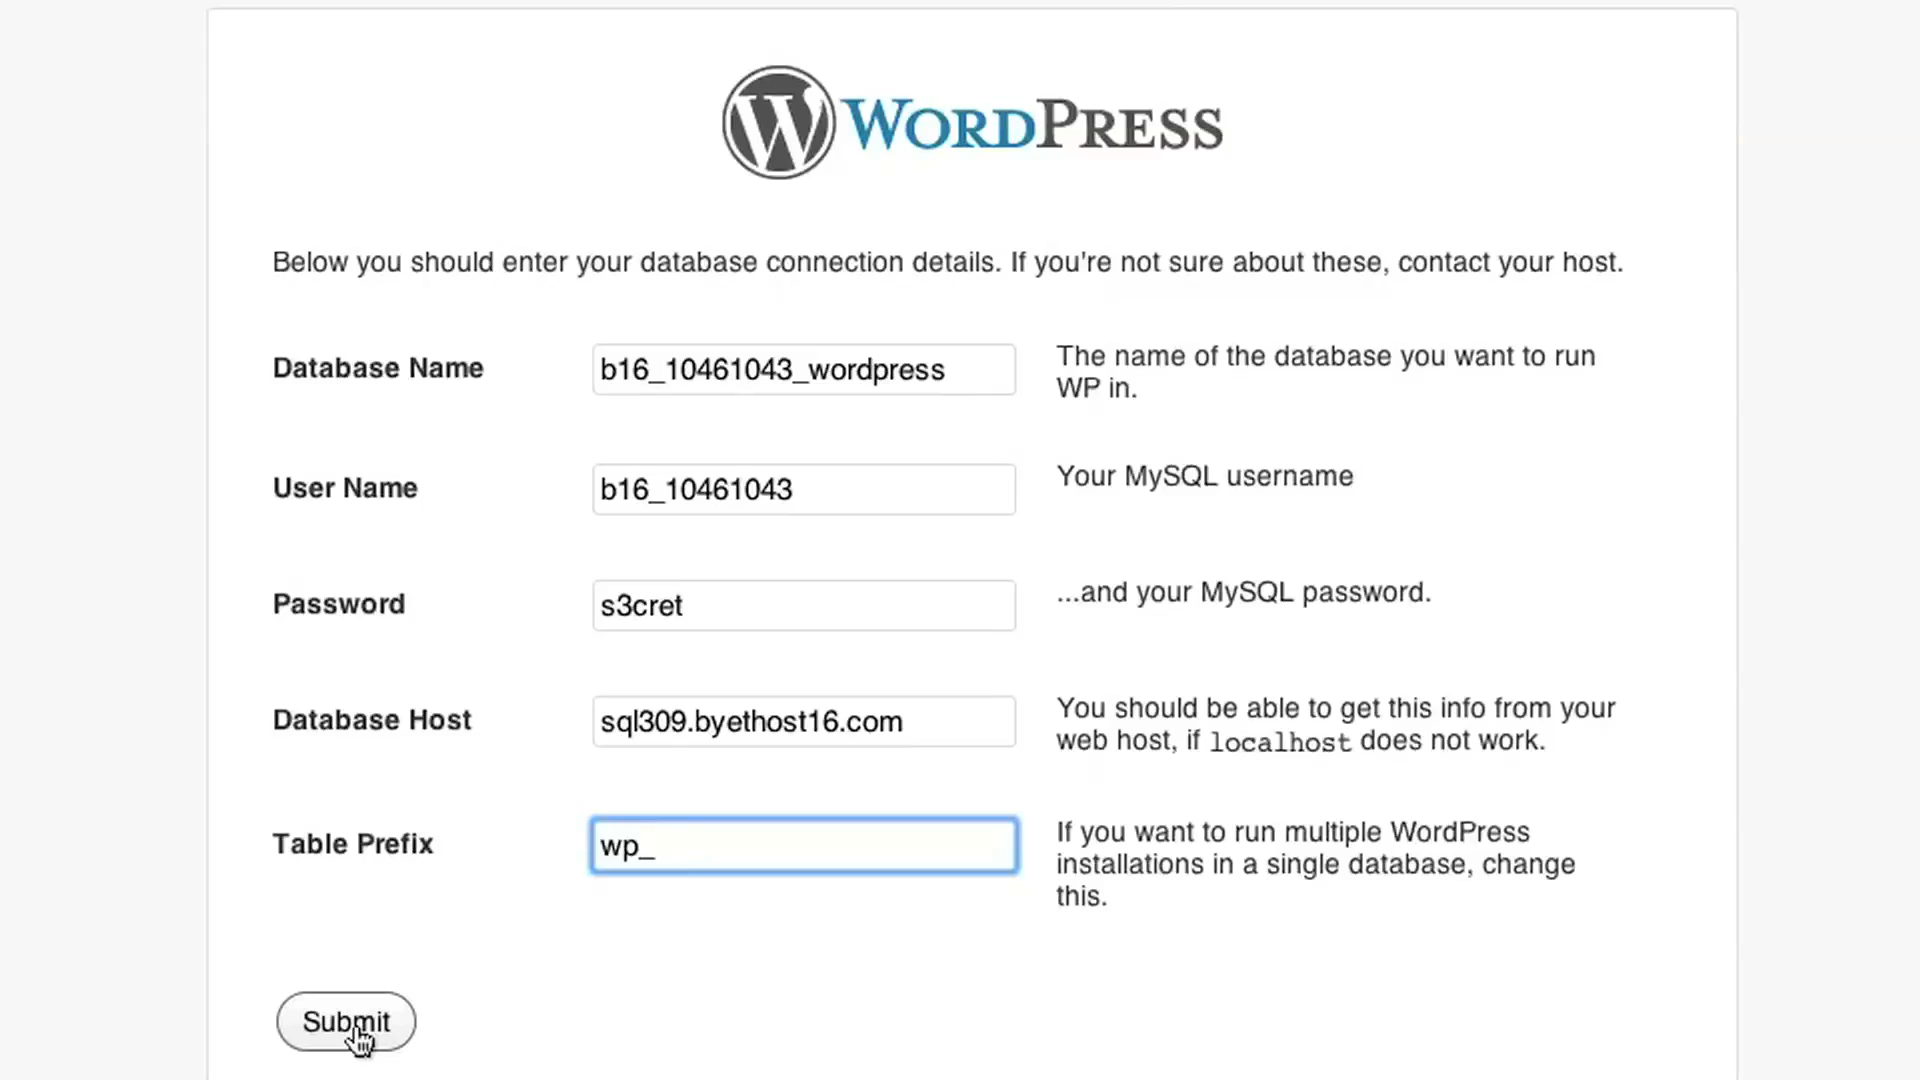 WORDPRESS
Below you should enter your database connection details. If you're not sure about these, contact your host.
Database Name
b16_10461043_wordpress
The name of the database you want to run
WP in.
User Name
b16_10461043
Your MySQL username
Password
s3cret
...and your MySQL password.
Database Host
sql309.byethost16.com
You should be able to get this info from your
web host, if localhost does not work.
Table Prefix
wp_
If you want to run multiple WordPress
installations in a single database, change
this.
Submit